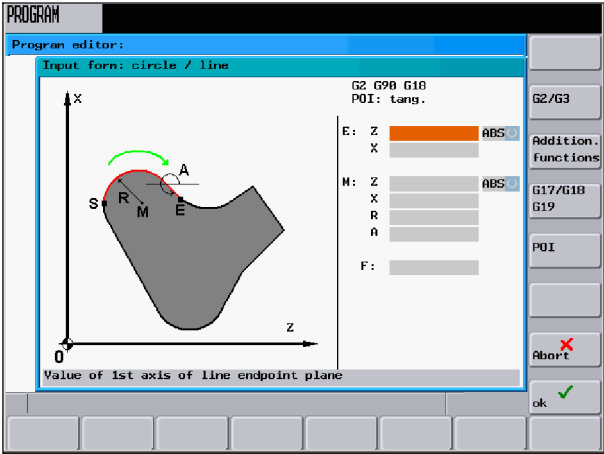 PROGRAM
Program editor:
Input form: circle / line
G2 G90 G18
POI: tang.
X
A
S
R
M
E
Z
0
E: Z ABS
X
M: Z ABS
X
R
A
F:
Value of 1st axis of line endpoint plane
G2/G3
Addition.
functions
G17/G18
G19
POI
Abort
ok